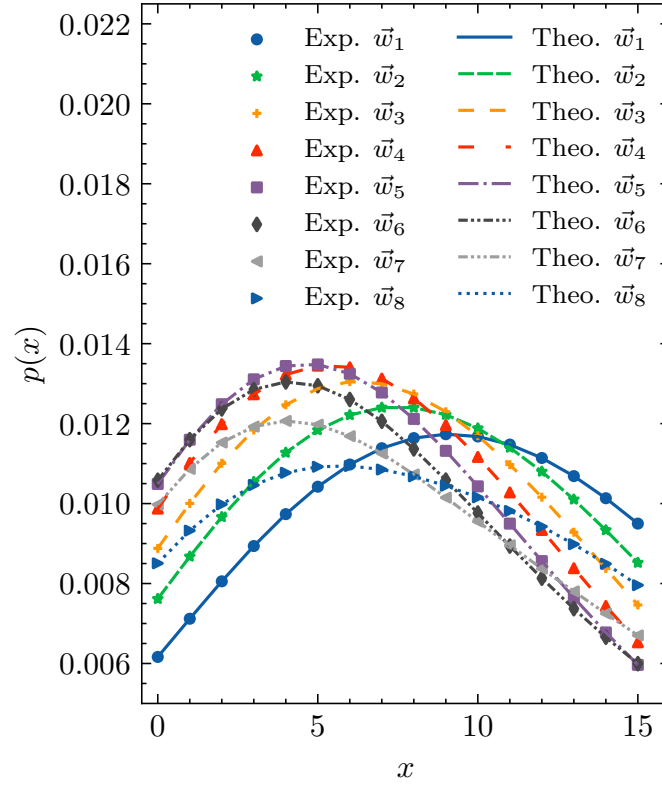 0.022
0.020
0.018
0.016
0.014
0.012
0.010
0.008
0.006
p(x)
Exp. w⃗₁ Theo. w⃗₁
Exp. w⃗₂ Theo. w⃗₂
Exp. w⃗₃ Theo. w⃗₃
Exp. w⃗₄ Theo. w⃗₄
Exp. w⃗₅ Theo. w⃗₅
Exp. w⃗₆ Theo. w⃗₆
Exp. w⃗₇ Theo. w⃗₇
Exp. w⃗₈ Theo. w⃗₈
0 5 10 15
x